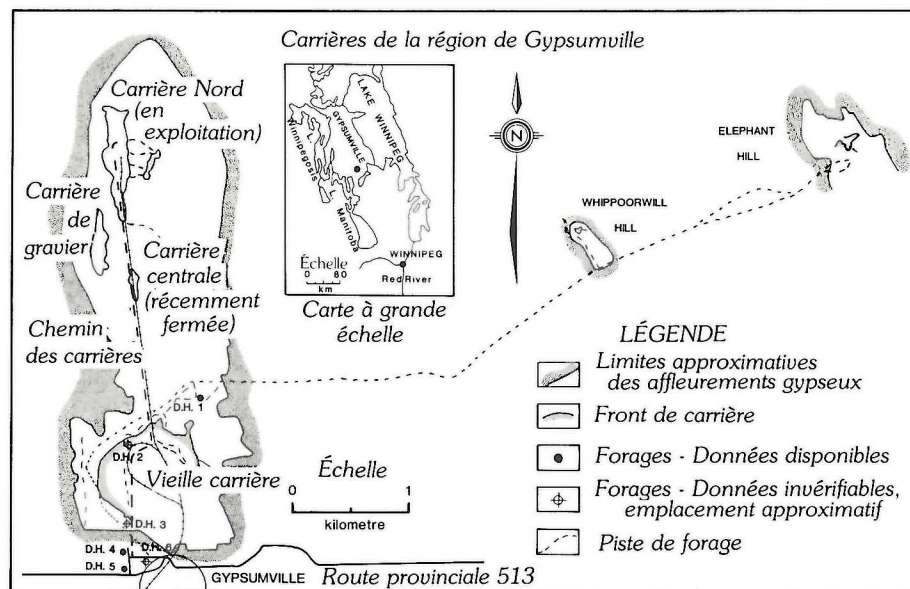 Carrières de la région de Gypsumville
Carrière Nord
(en
exploitation)
Carrière
de
gravier
Carrière
centrale
(récemment
fermée)
Chemin
des carrières
LAKE WINNIPEG
GYPSUMVILLE
L. Winnipegosis
L. Manitoba
WINNIPEG
Red River
Échelle
0 60
km
Carte à grande
échelle
N
ELEPHANT
HILL
WHIPPOORWILL
HILL
D.H. 1
D.H. 2
Vieille carrière
D.H. 3
D.H. 4
D.H. 6
D.H. 5
GYPSUMVILLE
Route provinciale 513
Échelle
0 1
kilometre
LÉGENDE
Limites approximatives
des affleurements gypseux
Front de carrière
Forages - Données disponibles
Forages - Données invérifiables,
emplacement approximatif
Piste de forage